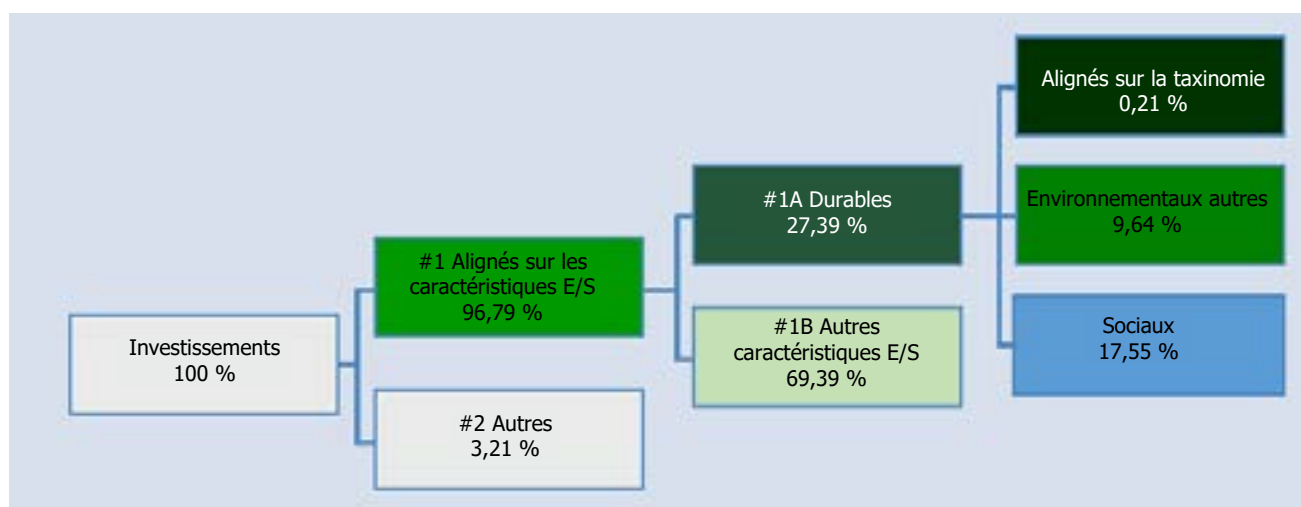 Investissements
100 %
#1 Alignés sur les
caractéristiques E/S
96,79 %
#2 Autres
3,21 %
#1A Durables
27,39 %
#1B Autres
caractéristiques E/S
69,39 %
Alignés sur la taxinomie
0,21 %
Environnementaux autres
9,64 %
Sociaux
17,55 %